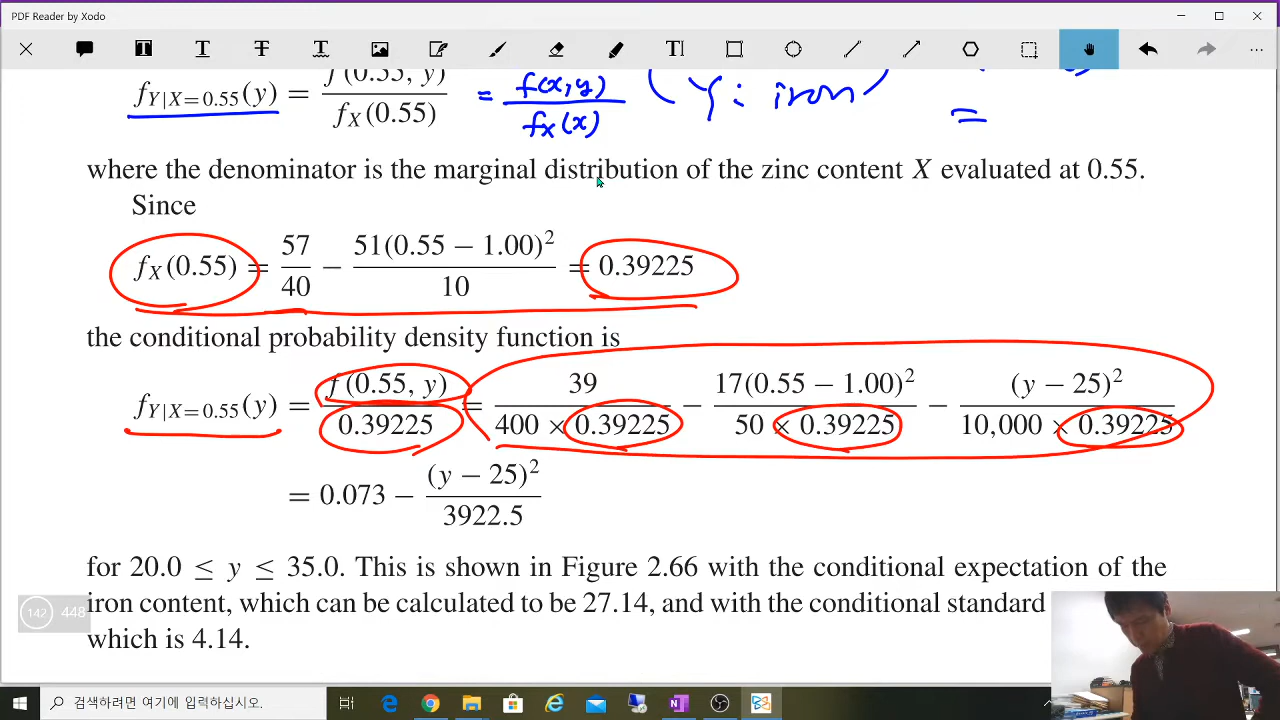 PDF Reader by Xodo
f_{Y|X=0.55}(y) = f(0.55, y) / f_X(0.55) = f(x,y) / f_X(x) ( Y: iron )
=
where the denominator is the marginal distribution of the zinc content X evaluated at 0.55.
Since
f_X(0.55) = 57/40 − 51(0.55 − 1.00)²/10 = 0.39225
the conditional probability density function is
f_{Y|X=0.55}(y) = f(0.55, y)/0.39225 = 39/(400 × 0.39225) − 17(0.55 − 1.00)²/(50 × 0.39225) − (y − 25)²/(10,000 × 0.39225)
= 0.073 − (y − 25)²/3922.5
for 20.0 ≤ y ≤ 35.0. This is shown in Figure 2.66 with the conditional expectation of the
iron content, which can be calculated to be 27.14, and with the conditional standard
which is 4.14.
142 448
검색하려면 여기에 입력하십시오.